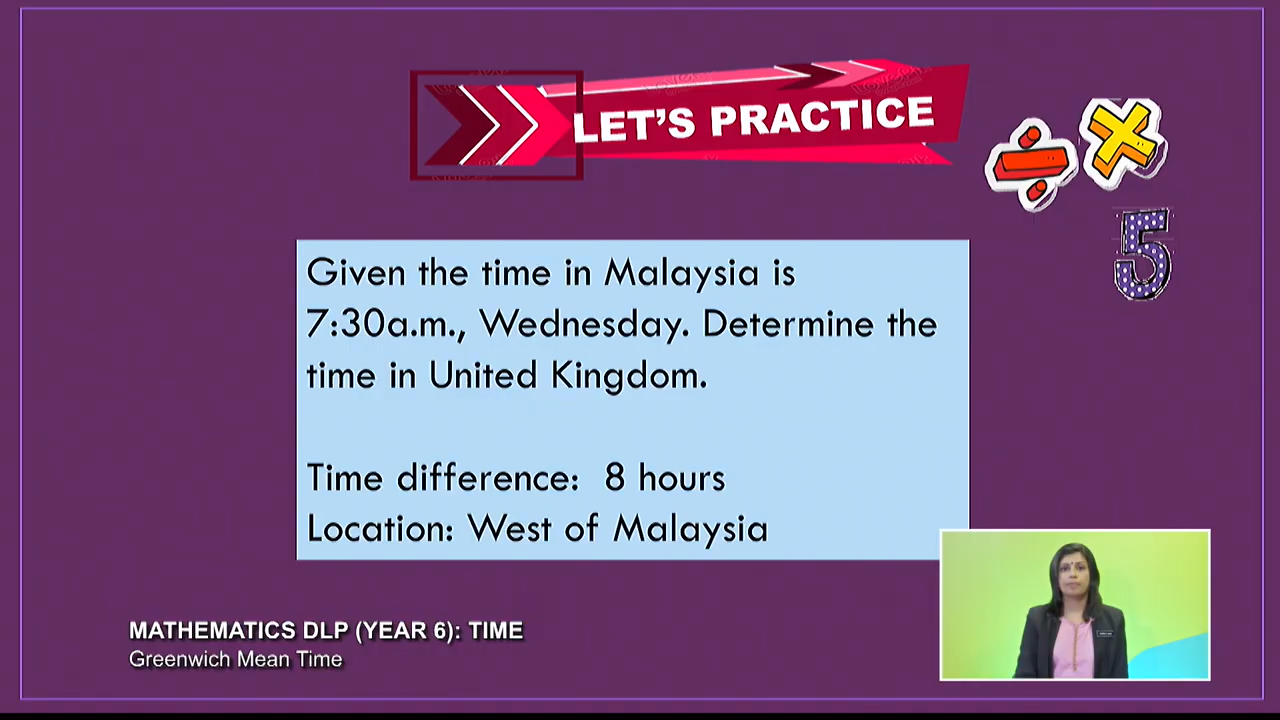 LET'S PRACTICE
5
Given the time in Malaysia is
7:30a.m., Wednesday. Determine the
time in United Kingdom.
Time difference: 8 hours
Location: West of Malaysia
MATHEMATICS DLP (YEAR 6): TIME
Greenwich Mean Time